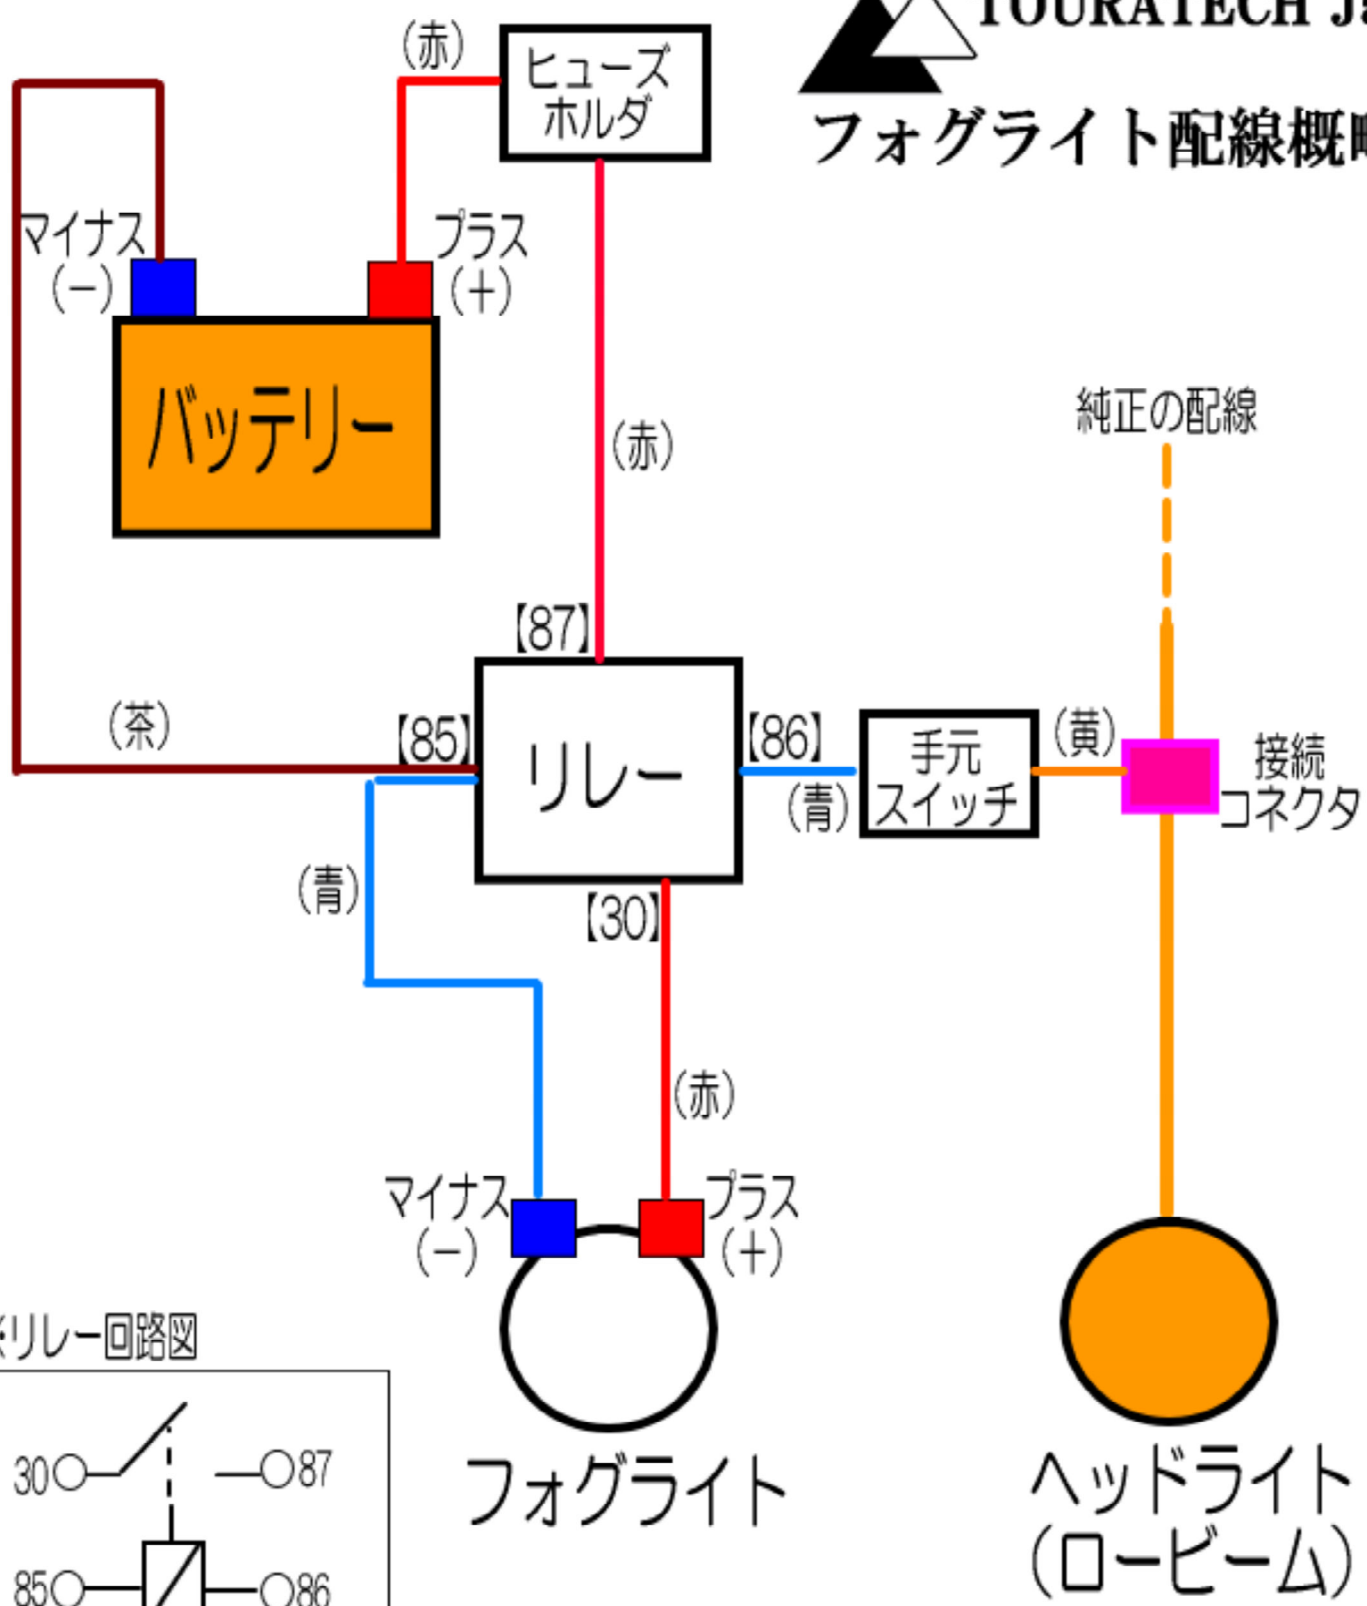 TOURATECH
フォグライト配線概
(赤)
ヒューズ
ホルダ
マイナス
(－)
プラス
(＋)
バッテリー
(赤)
純正の配線
【87】
(茶)
【85】
リレー
【86】
(青)
手元
スイッチ
(黄)
接続
コネクタ
(青)
【30】
(赤)
マイナス
(－)
プラス
(＋)
フォグライト
ヘッドライト
(ロービーム)
※リレー回路図
30
87
85
86